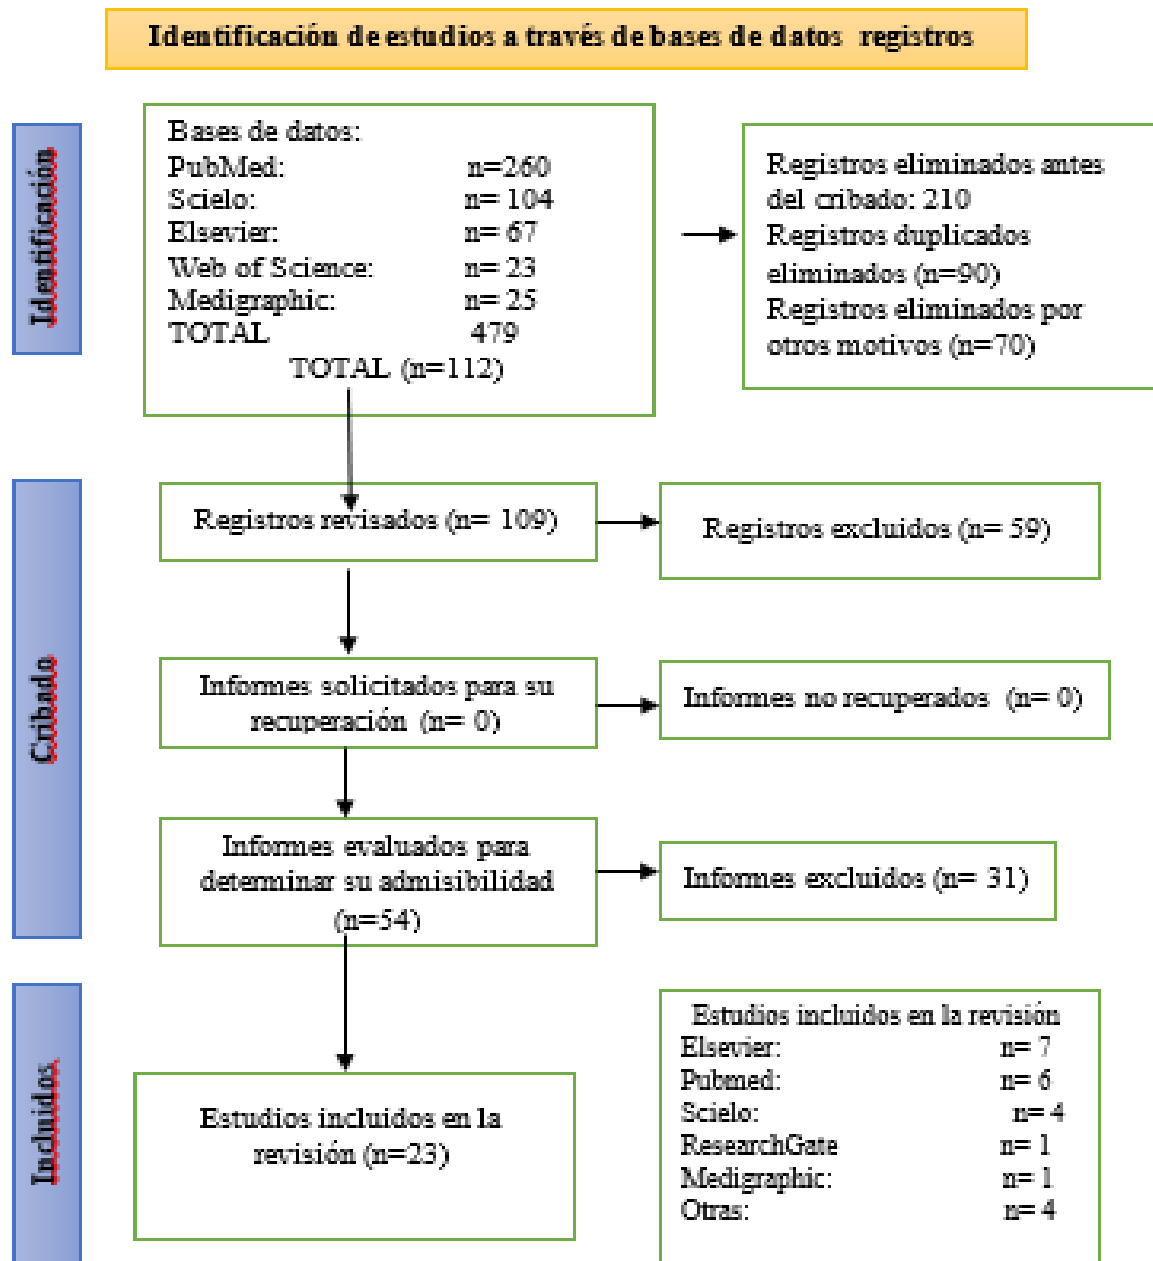 Identificación de estudios a través de bases de datos registros
Identificación
Bases de datos:
PubMed: n=260
Scielo: n= 104
Elsevier: n= 67
Web of Science: n= 23
Medigraphic: n= 25
TOTAL 479
TOTAL (n=112)
Registros eliminados antes
del cribado: 210
Registros duplicados
eliminados (n=90)
Registros eliminados por
otros motivos (n=70)
Cribado
Registros revisados (n= 109)
Registros excluidos (n= 59)
Informes solicitados para su
recuperación (n= 0)
Informes no recuperados (n= 0)
Informes evaluados para
determinar su admisibilidad
(n=54)
Informes excluidos (n= 31)
Incluidos
Estudios incluidos en la
revisión (n=23)
Estudios incluidos en la revisión
Elsevier: n= 7
Pubmed: n= 6
Scielo: n= 4
ResearchGate n= 1
Medigraphic: n= 1
Otras: n= 4